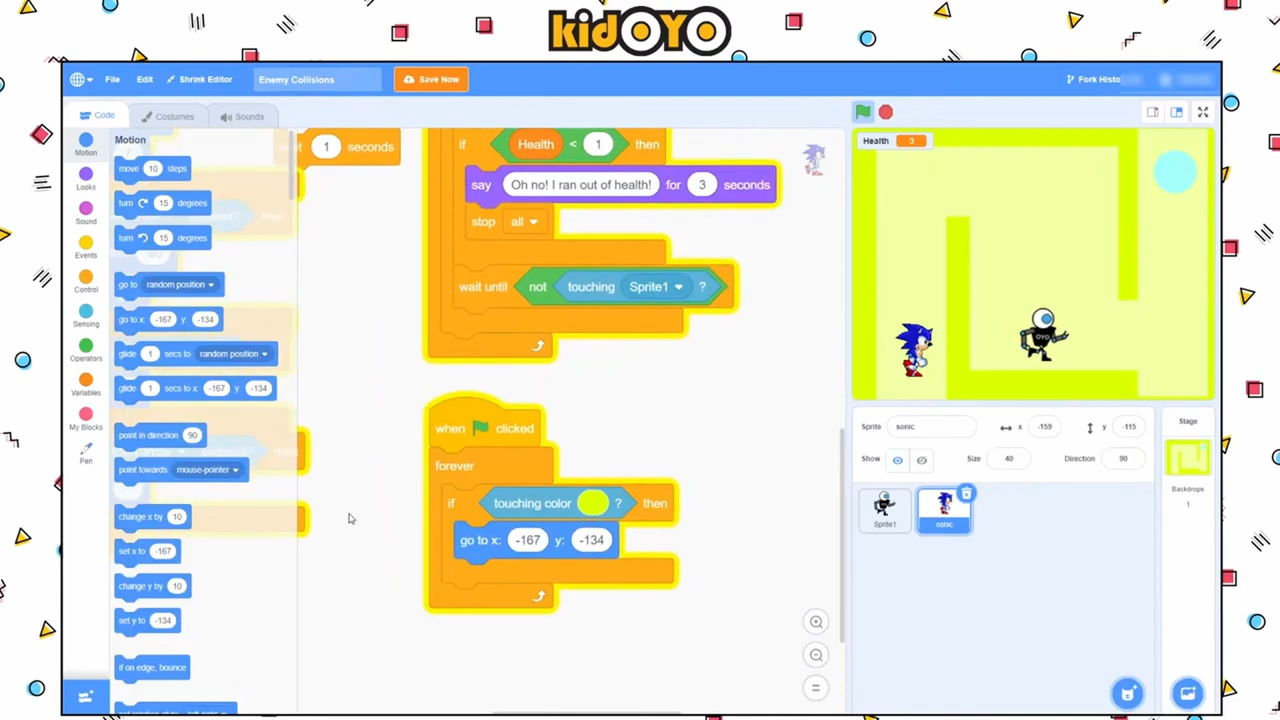 kidOYO
File Edit Shrink Editor Enemy Collisions Save Now
Code Costumes Sounds
Motion
Looks
Sound
Events
Control
Sensing
Operators
Variables
My Blocks
Pen
Motion
move 10 steps
turn 15 degrees
turn 15 degrees
go to random position
go to x: -167 y: -134
glide 1 secs to random position
glide 1 secs to x: -167 y: -134
point in direction 90
point towards mouse-pointer
change x by 10
set x to -167
change y by 10
set y to -134
if on edge, bounce
1 seconds
if Health < 1 then
say Oh no! I ran out of health! for 3 seconds
stop all
wait until not touching Sprite1 ?
when clicked
forever
if touching color ? then
go to x: -167 y: -134
Health 3
OYO
Sprite sonic x -159 y -115
Show Size 40 Direction 90
Sprite1
sonic
Stage
Backdrops
1